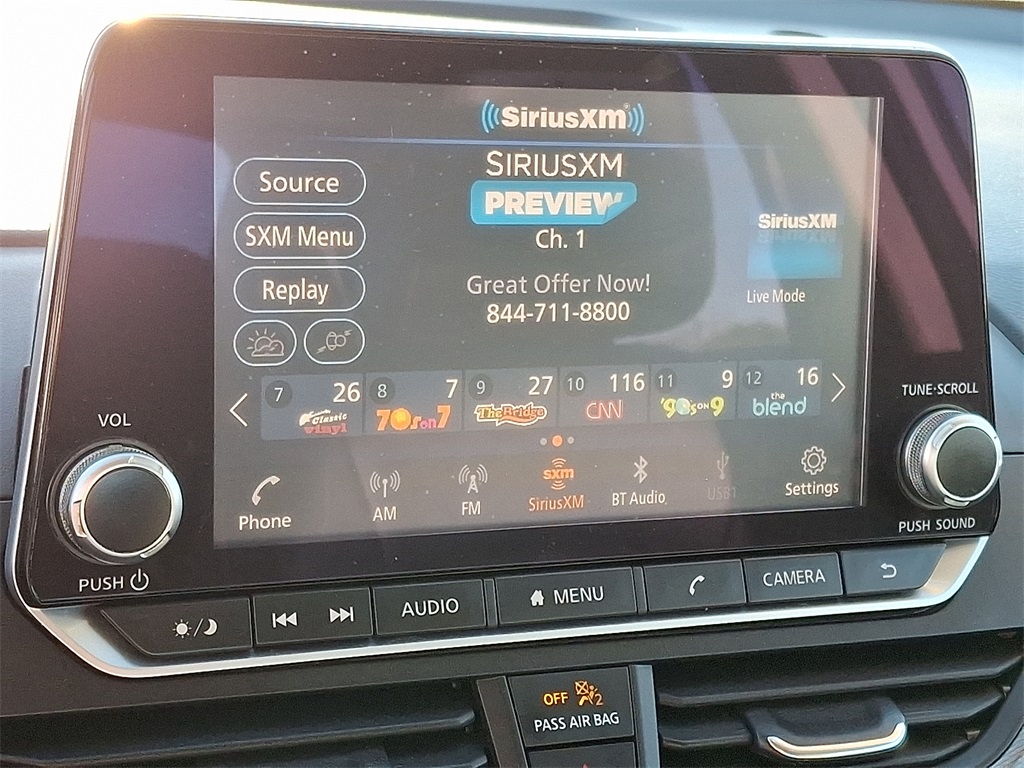 SiriusXM
SIRIUSXM
PREVIEW
Ch. 1
Great Offer Now!
844-711-8800
Source
SXM Menu
Replay
SiriusXM
Live Mode
7 26
Classic
vinyl
8 7
70s on 7
9 27
The Bridge
10 116
CNN
11 9
'90s ON 9
12 16
the
blend
Phone
AM
FM
sxm
SiriusXM
BT Audio
USB1
Settings
VOL
PUSH
TUNE·SCROLL
PUSH SOUND
AUDIO
MENU
CAMERA
OFF 2
PASS AIR BAG